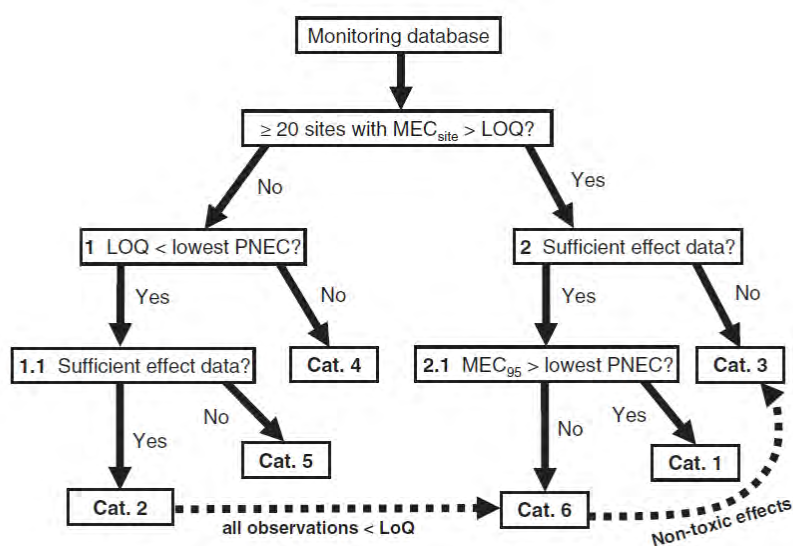 Monitoring database
≥ 20 sites with MECsite > LOQ?
No
Yes
1 LOQ < lowest PNEC?
2 Sufficient effect data?
Yes
No
Yes
No
1.1 Sufficient effect data?
Cat. 4
2.1 MEC95 > lowest PNEC?
Cat. 3
Yes
No
No
Yes
Cat. 5
Cat. 1
Cat. 2
all observations < LoQ
Cat. 6
Non-toxic effects